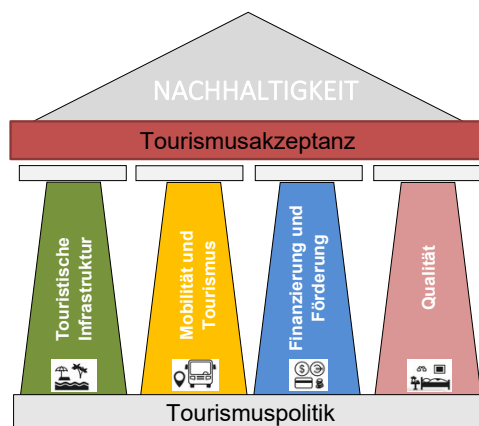 NACHHALTIGKEIT
Tourismusakzeptanz
Touristische
Infrastruktur
Mobilität und
Tourismus
Finanzierung und
Förderung
Qualität
Tourismuspolitik